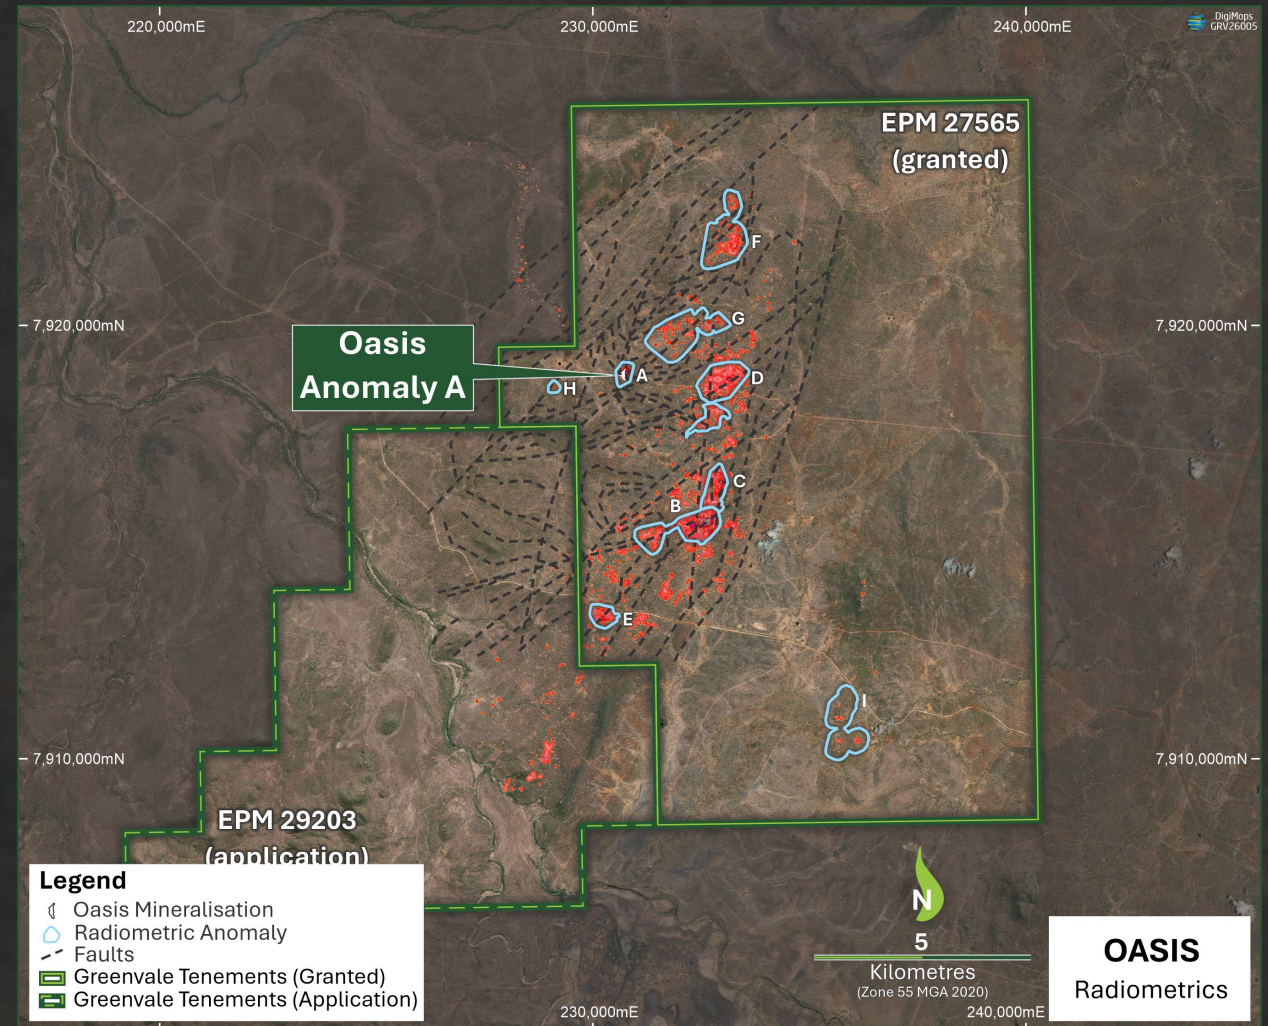 220,000mE
230,000mE
240,000mE
DigiMaps
GRV26005
EPM 27565
(granted)
F
7,920,000mN
7,920,000mN
G
Oasis
Anomaly A
A
H
D
C
B
E
I
7,910,000mN
7,910,000mN
EPM 29203
(application)
Legend
Oasis Mineralisation
Radiometric Anomaly
Faults
Greenvale Tenements (Granted)
Greenvale Tenements (Application)
N
5
Kilometres
(Zone 55 MGA 2020)
OASIS
Radiometrics
230,000mE
240,000mE